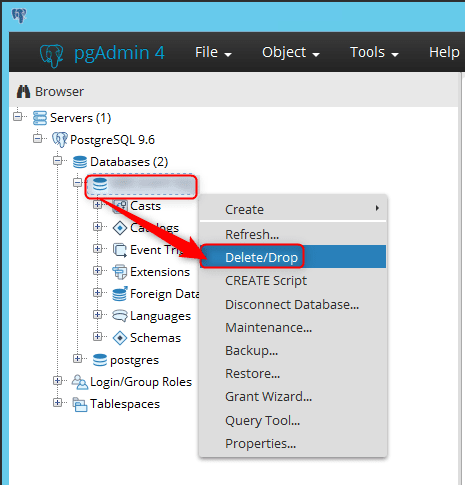 pgAdmin 4
File
Object
Tools
Help
Browser
Servers (1)
PostgreSQL 9.6
Databases (2)
Casts
Catalogs
Event Trig
Extensions
Foreign Data
Languages
Schemas
postgres
Login/Group Roles
Tablespaces
Create
Refresh...
Delete/Drop
CREATE Script
Disconnect Database...
Maintenance...
Backup...
Restore...
Grant Wizard...
Query Tool...
Properties...